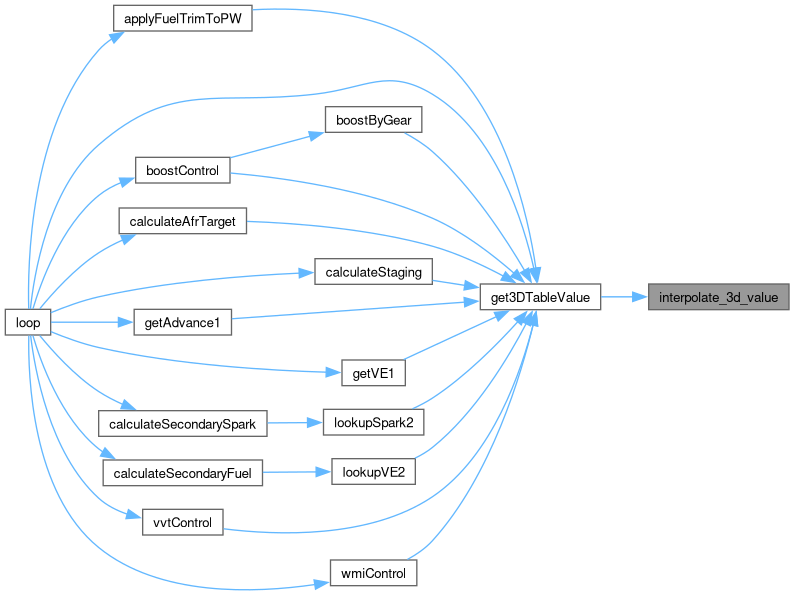 applyFuelTrimToPW
boostByGear
boostControl
calculateAfrTarget
calculateStaging
get3DTableValue
interpolate_3d_value
loop
getAdvance1
getVE1
calculateSecondarySpark
lookupSpark2
calculateSecondaryFuel
lookupVE2
vvtControl
wmiControl